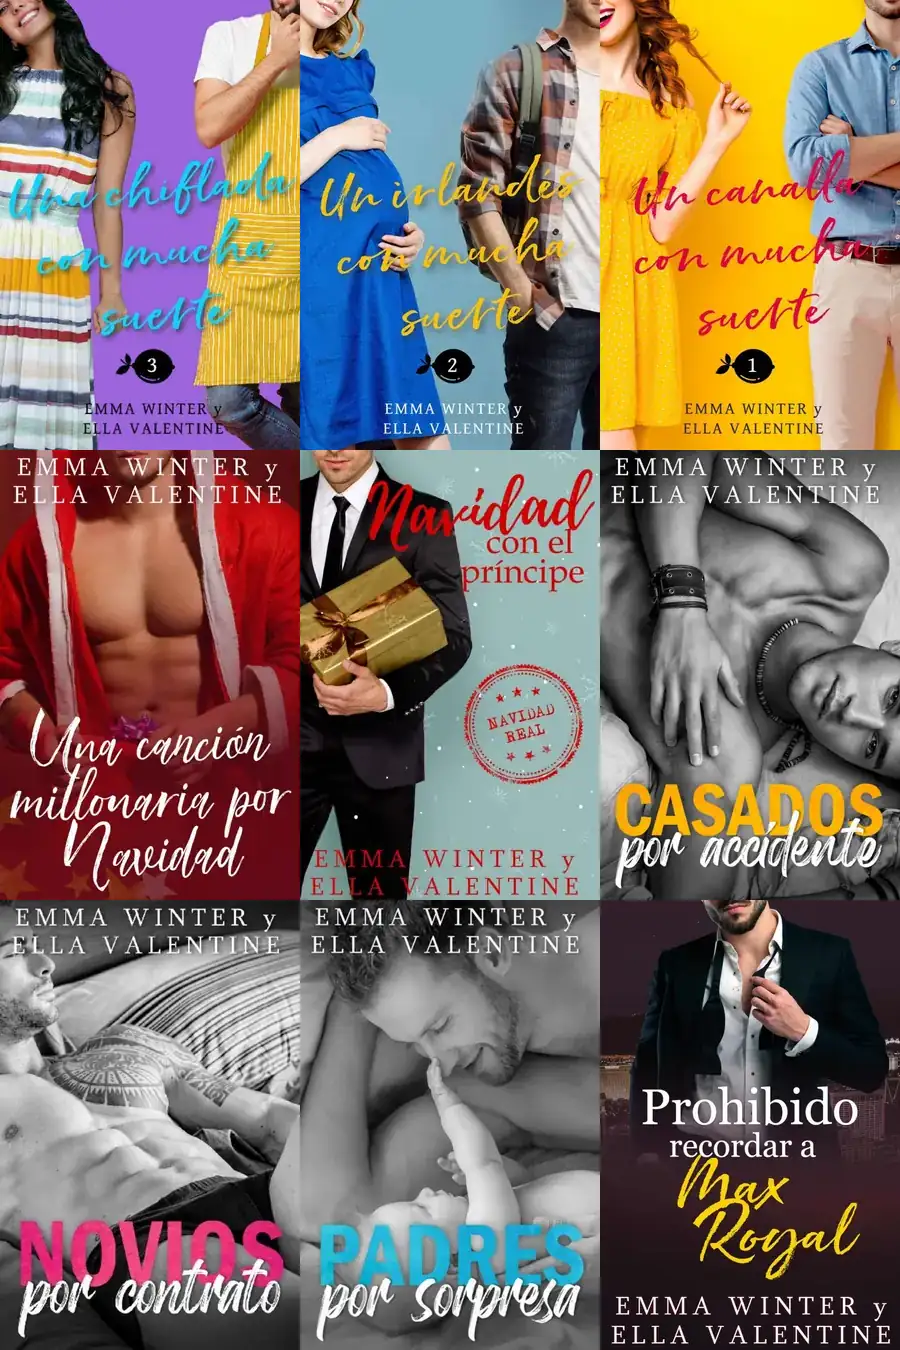 Una chiflada
con mucha
suerte
3
EMMA WINTER y
ELLA VALENTINE
Un irlandés
con mucha
suerte
2
EMMA WINTER y
ELLA VALENTINE
Un canalla
con mucha
suerte
1
EMMA WINTER y
ELLA VALENTINE
EMMA WINTER y
ELLA VALENTINE
Una canción
millonaria por
Navidad
Navidad
con el
príncipe
NAVIDAD
REAL
EMMA WINTER y
ELLA VALENTINE
EMMA WINTER y
ELLA VALENTINE
CASADOS
por accidente
EMMA WINTER y
ELLA VALENTINE
NOVIOS
por contrato
EMMA WINTER y
ELLA VALENTINE
PADRES
por sorpresa
Prohibido
recordar a
Max
Royal
EMMA WINTER y
ELLA VALENTINE